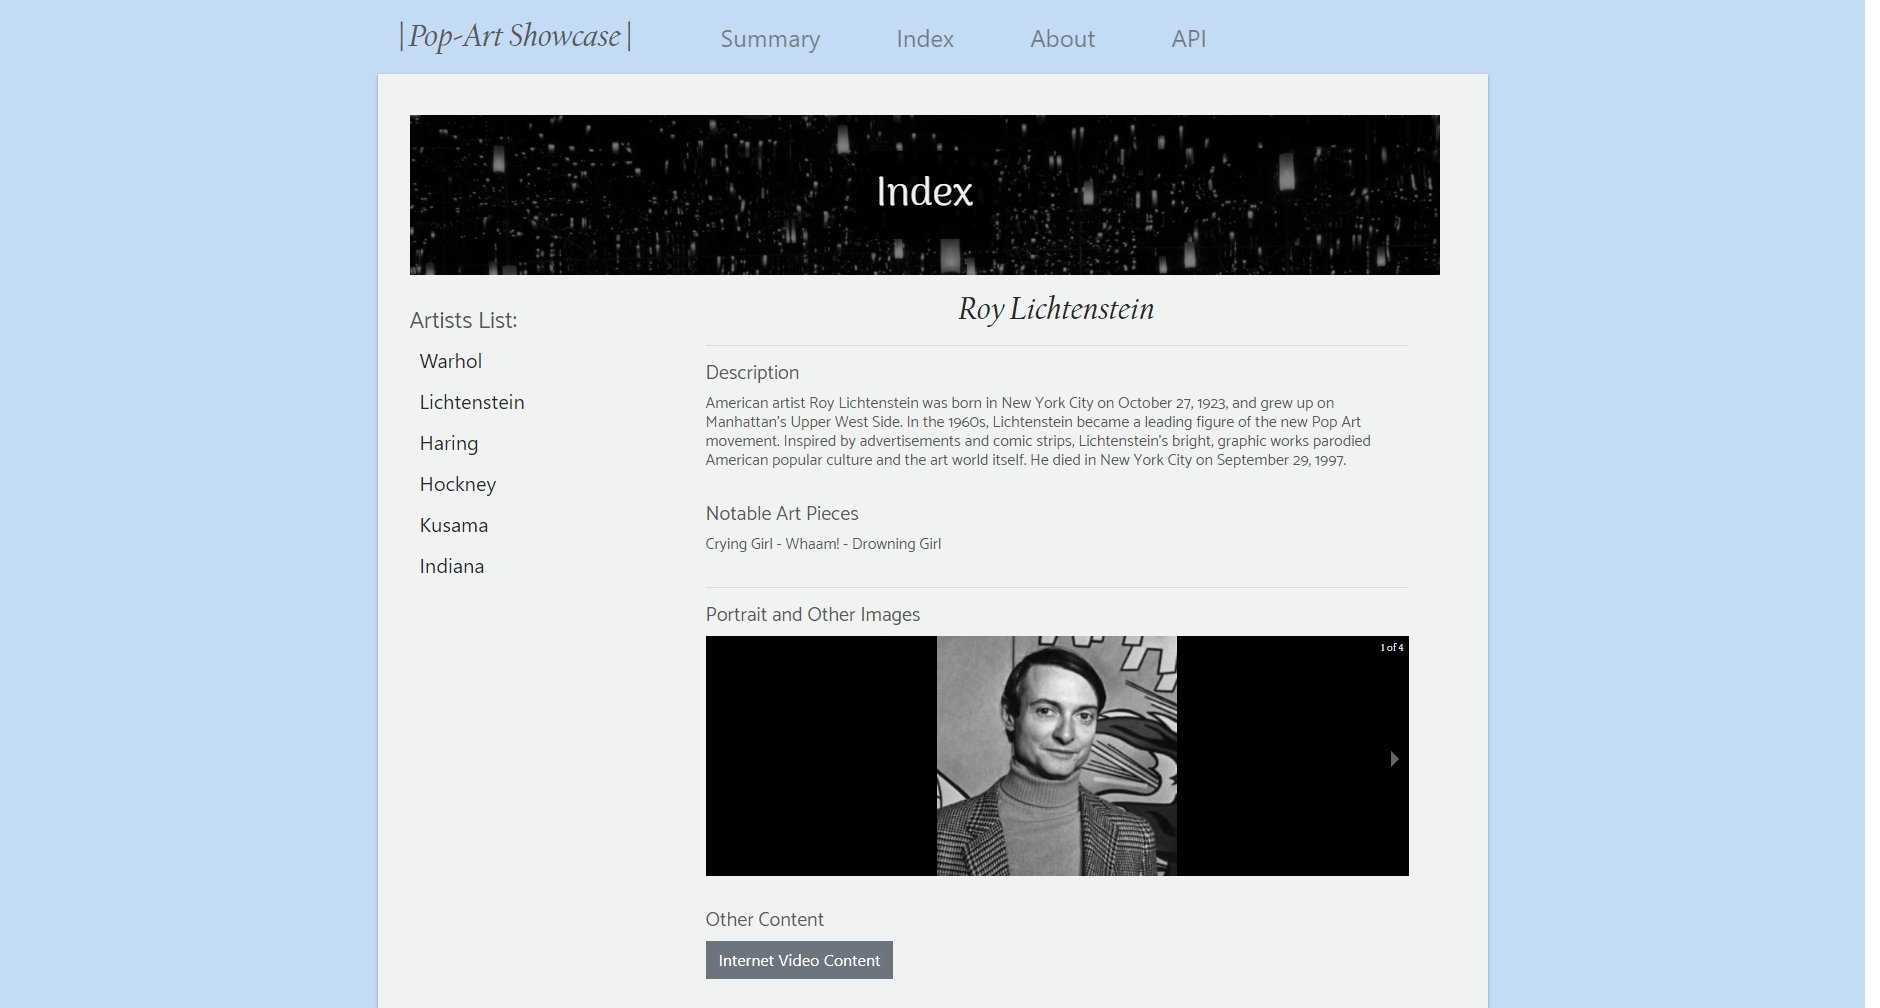 |Pop-Art Showcase|
Summary
Index
About
API
Index
Artists List:
Warhol
Lichtenstein
Haring
Hockney
Kusama
Indiana
Roy Lichtenstein
Description
American artist Roy Lichtenstein was born in New York City on October 27, 1923, and grew up on
Manhattan's Upper West Side. In the 1960s, Lichtenstein became a leading figure of the new Pop Art
movement. Inspired by advertisements and comic strips, Lichtenstein's bright, graphic works parodied
American popular culture and the art world itself. He died in New York City on September 29, 1997.
Notable Art Pieces
Crying Girl - Whaam! - Drowning Girl
Portrait and Other Images
1 of 4
Other Content
Internet Video Content